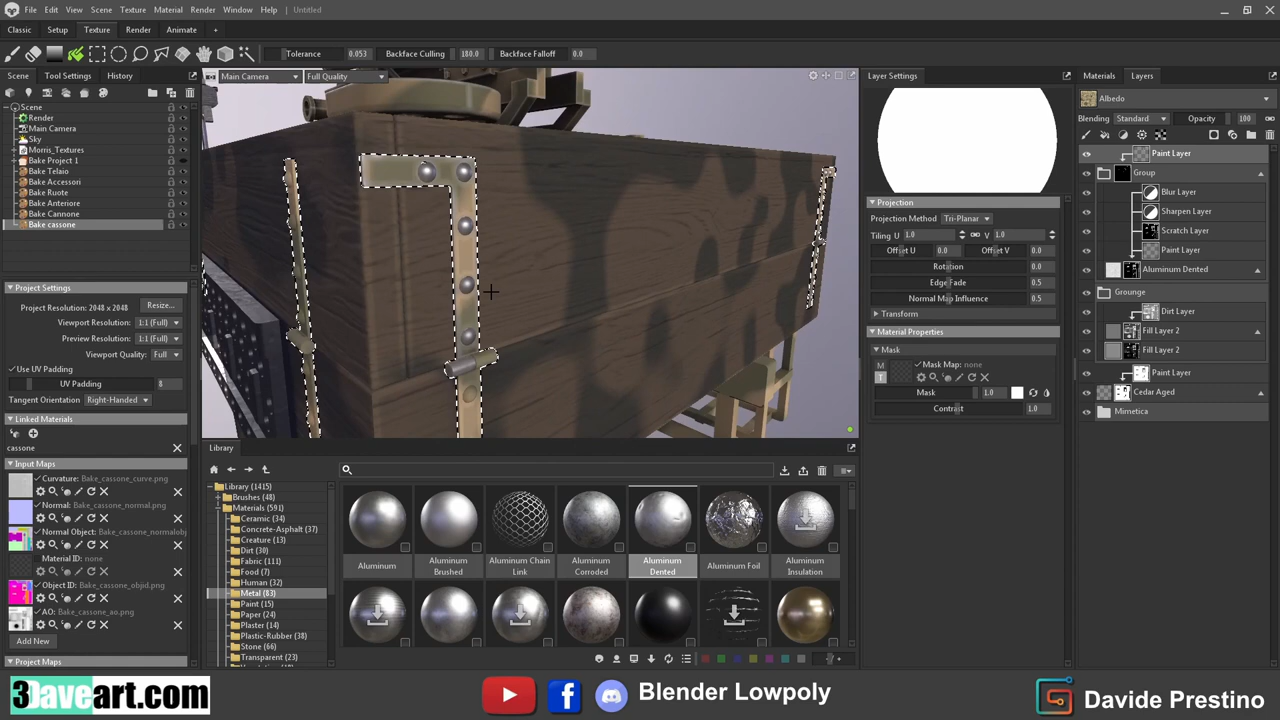 File Edit View Scene Texture Material Render Window Help Untitled
Classic Setup Texture Render Animate +
Tolerance 0.053 Backface Culling 180.0 Backface Falloff 0.0
Scene Tool Settings History
Main Camera Full Quality
Scene
Render
Main Camera
Sky
Morris_Textures
Bake Project 1
Bake Telaio
Bake Accessori
Bake Ruote
Bake Anteriore
Bake Cannone
Bake cassone
Project Settings
Project Resolution: 2048 x 2048 Resize...
Viewport Resolution: 1:1 (Full)
Preview Resolution: 1:1 (Full)
Viewport Quality: Full
Use UV Padding
UV Padding 8
Tangent Orientation Right-Handed
Linked Materials
cassone
Input Maps
Curvature: Bake_cassone_curve.png
Normal: Bake_cassone_normal.png
Normal Object: Bake_cassone_normalobj
Material ID: none
Object ID: Bake_cassone_objid.png
AO: Bake_cassone_ao.png
Add New
Project Maps
Library
Library (1415)
Brushes (48)
Materials (591)
Ceramic (34)
Concrete-Asphalt (37)
Creature (13)
Dirt (30)
Fabric (111)
Food (7)
Human (32)
Metal (83)
Paint (15)
Paper (24)
Plaster (14)
Plastic-Rubber (38)
Stone (66)
Transparent (23)
Aluminum
Aluminum Brushed
Aluminum Chain Link
Aluminum Corroded
Aluminum Dented
Aluminum Foil
Aluminum Insulation
Layer Settings
Projection
Projection Method Tri-Planar
Tiling U 1.0 V 1.0
Offset U 0.0 Offset V 0.0
Rotation 0.0
Edge Fade 0.5
Normal Map Influence 0.5
Transform
Material Properties
Mask
M Mask Map: none
T
Mask 1.0
Contrast 1.0
Materials Layers
Albedo
Blending Standard Opacity 100
Paint Layer
Group
Blur Layer
Sharpen Layer
Scratch Layer
Paint Layer
Aluminum Dented
Grounge
Dirt Layer
Fill Layer 2
Fill Layer 2
Paint Layer
Cedar Aged
Mimetica
3Daveart.com
Blender Lowpoly
Davide Prestino